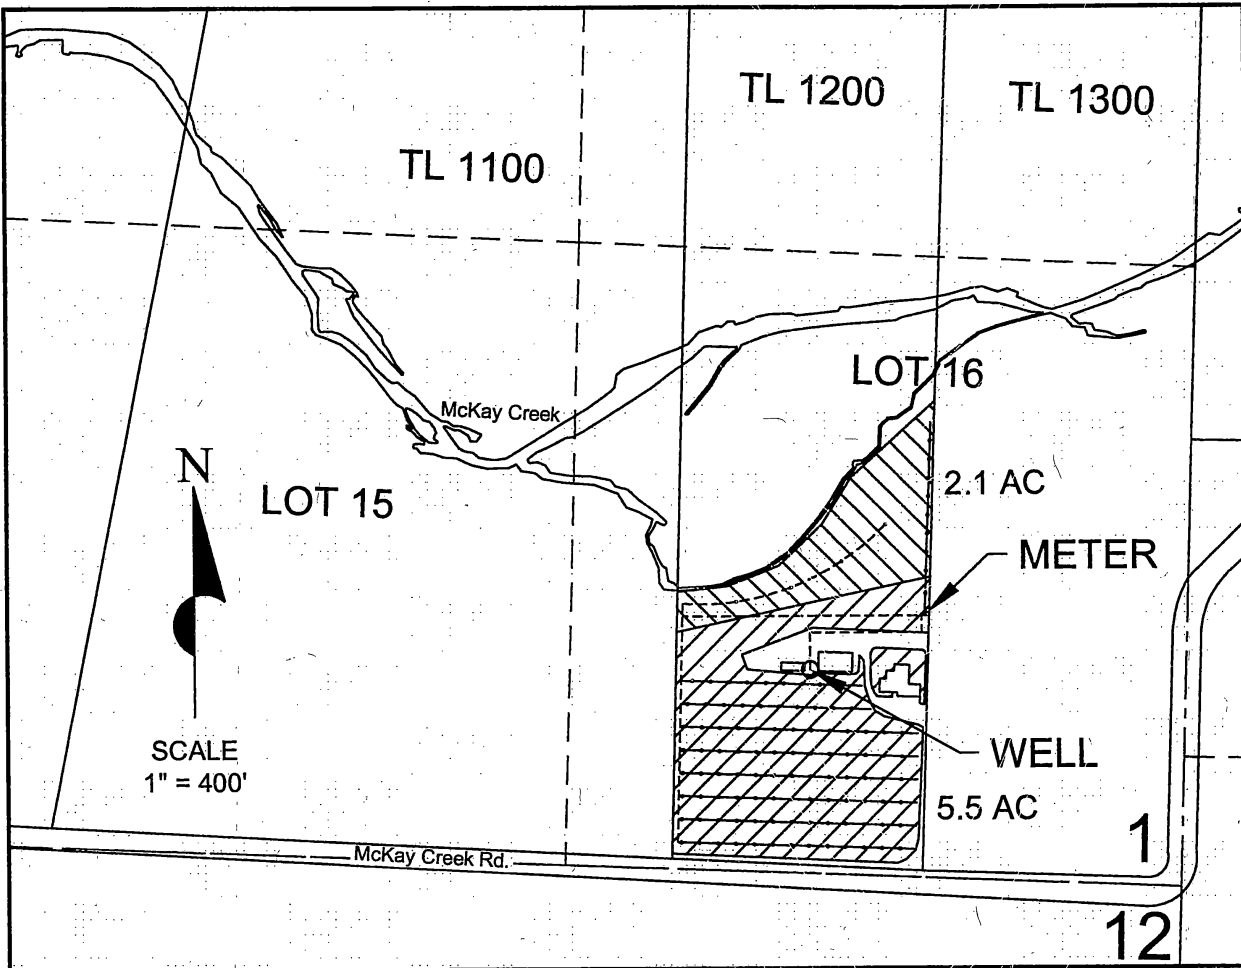 TL 1200
TL 1300
TL 1100
LOT 16
McKay Creek
N
LOT 15
2.1 AC
METER
SCALE
1" = 400'
WELL
5.5 AC
1
McKay Creek Rd.
12